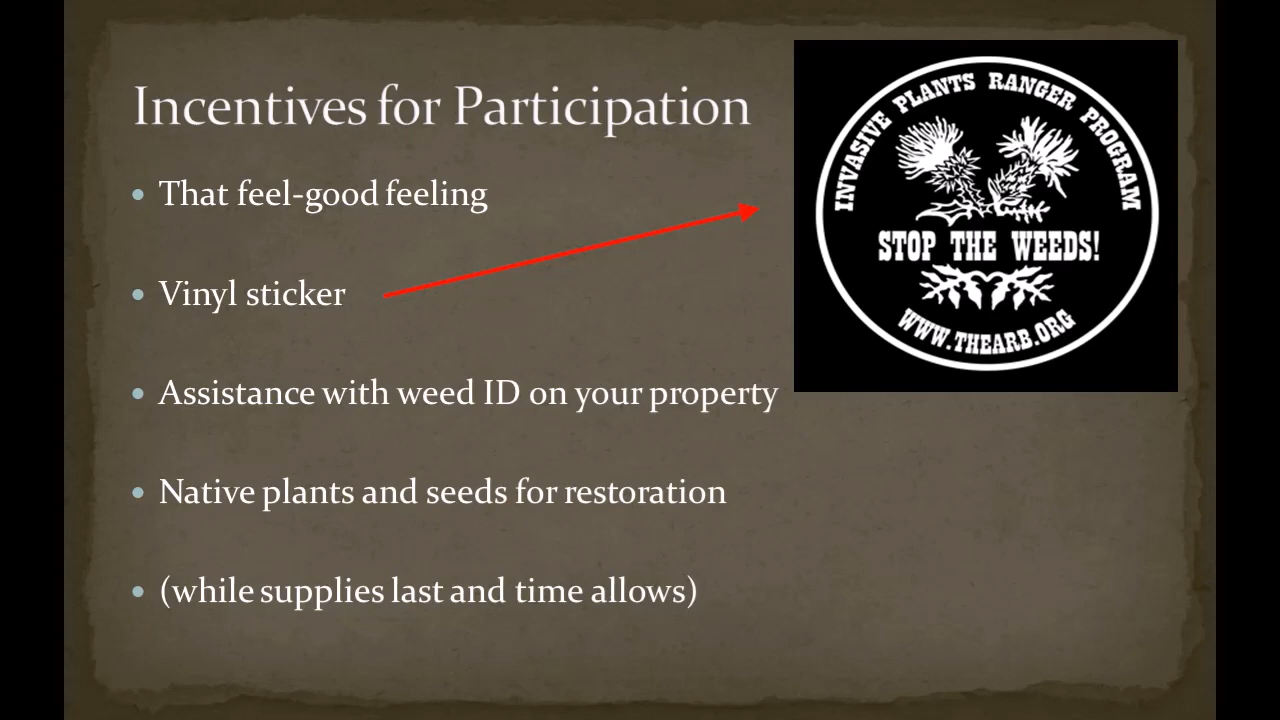 Incentives for Participation
That feel-good feeling
Vinyl sticker
Assistance with weed ID on your property
Native plants and seeds for restoration
(while supplies last and time allows)
INVASIVE PLANTS RANGER PROGRAM
STOP THE WEEDS!
WWW.THEARB.ORG